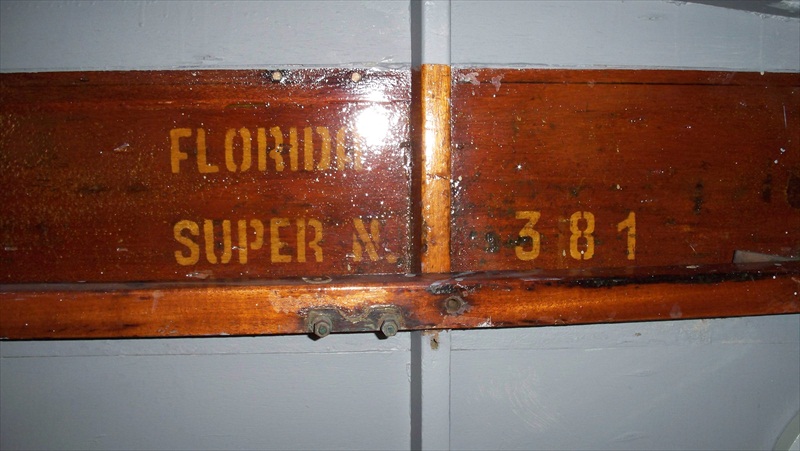 FLORIDA
SUPER N. 381